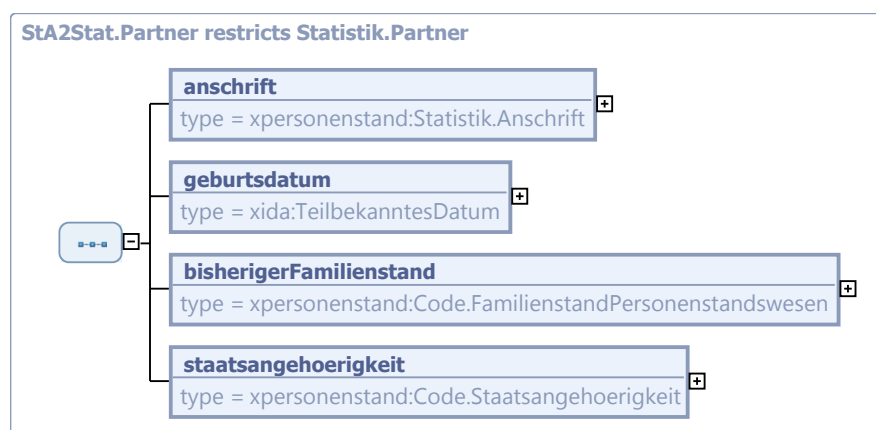 StA2Stat.Partner restricts Statistik.Partner
anschrift
type = xpersonenstand:Statistik.Anschrift
geburtsdatum
type = xida:TeilbekanntesDatum
bisherigerFamilienstand
type = xpersonenstand:Code.FamilienstandPersonenstandswesen
staatsangehoerigkeit
type = xpersonenstand:Code.Staatsangehoerigkeit